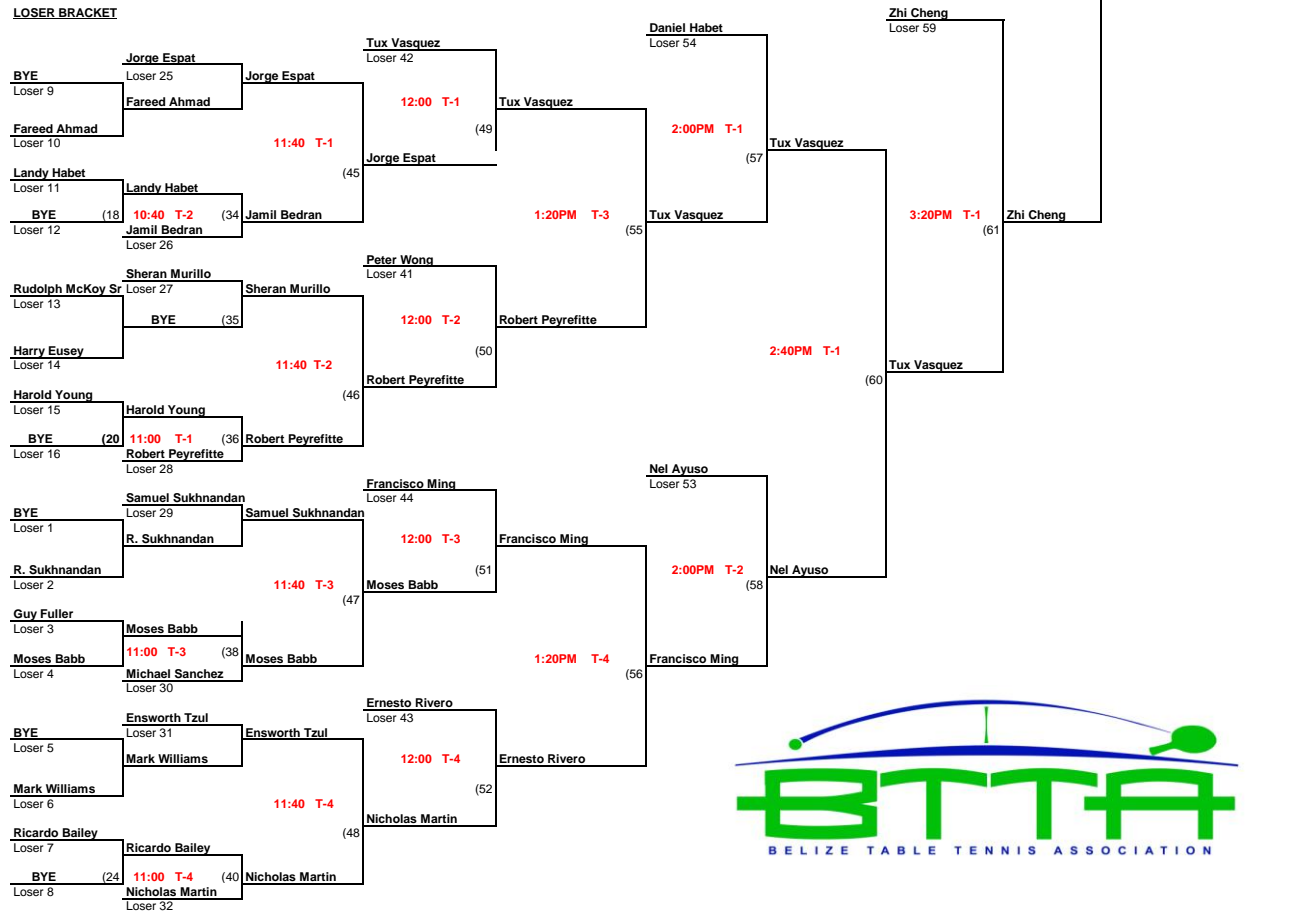 LOSER BRACKET
Zhi Cheng
Loser 59
Daniel Habet
Loser 54
Tux Vasquez
Loser 42
Jorge Espat
BYE
Loser 25
Jorge Espat
Loser 9
Fareed Ahmad
12:00 T-1
Tux Vasquez
Fareed Ahmad
(49
2:00PM T-1
Loser 10
11:40 T-1
Tux Vasquez
Jorge Espat
(57
Landy Habet
(45
Loser 11
Landy Habet
BYE
(18
10:40 T-2
(34
Jamil Bedran
1:20PM T-3
Tux Vasquez
3:20PM T-1
Zhi Cheng
Loser 12
Jamil Bedran
(55
(61
Loser 26
Peter Wong
Sheran Murillo
Loser 41
Rudolph McKoy Sr
Loser 27
Sheran Murillo
Loser 13
BYE
(35
12:00 T-2
Robert Peyrefitte
Harry Eusey
(50
2:40PM T-1
Loser 14
11:40 T-2
Tux Vasquez
Robert Peyrefitte
(60
Harold Young
(46
Loser 15
Harold Young
BYE
(20
11:00 T-1
(36
Robert Peyrefitte
Loser 16
Robert Peyrefitte
Loser 28
Nel Ayuso
Francisco Ming
Loser 53
Samuel Sukhnandan
Loser 44
BYE
Loser 29
Samuel Sukhnandan
Loser 1
R. Sukhnandan
12:00 T-3
Francisco Ming
R. Sukhnandan
(51
2:00PM T-2
Nel Ayuso
Loser 2
11:40 T-3
Moses Babb
(58
(47
Guy Fuller
Loser 3
Moses Babb
11:00 T-3
(38
Moses Babb
Moses Babb
1:20PM T-4
Francisco Ming
Loser 4
Michael Sanchez
(56
Loser 30
Ernesto Rivero
Ensworth Tzul
Loser 43
BYE
Loser 31
Ensworth Tzul
Loser 5
Mark Williams
12:00 T-4
Ernesto Rivero
Mark Williams
(52
Loser 6
11:40 T-4
Nicholas Martin
Ricardo Bailey
(48
Loser 7
Ricardo Bailey
BYE
(24
11:00 T-4
(40
Nicholas Martin
Loser 8
Nicholas Martin
Loser 32
BTTA
BELIZE TABLE TENNIS ASSOCIATION